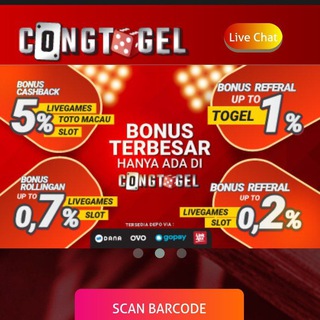 CONGTOGEL
Live Chat
BONUS
CASHBACK
5%
LIVEGAMES
TOTO MACAU
SLOT
BONUS REFERAL
UP TO
TOGEL
1%
BONUS
TERBESAR
HANYA ADA DI
CONGTOGEL
BONUS
ROLLINGAN
UP TO
0,7%
LIVEGAMES
SLOT
BONUS REFERAL
UP TO
LIVEGAMES
SLOT
0,2%
TERSEDIA DEPO VIA :
DANA
OVO
gopay
SCAN BARCODE